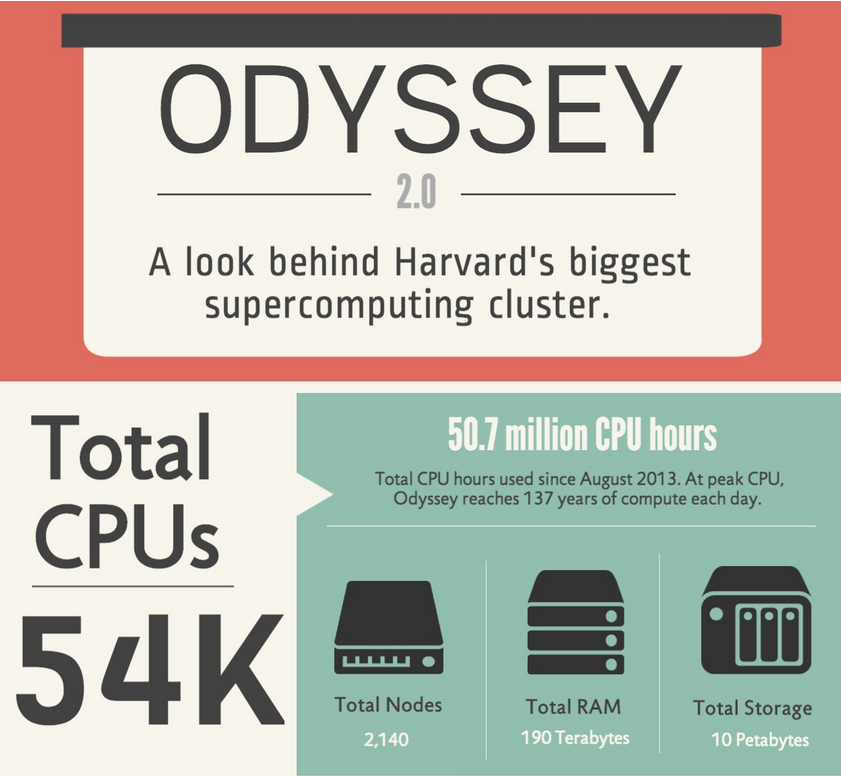 ODYSSEY
2.0
A look behind Harvard's biggest
supercomputing cluster.
Total
CPUs
54K
50.7 million CPU hours
Total CPU hours used since August 2013. At peak CPU,
Odyssey reaches 137 years of compute each day.
Total Nodes
2,140
Total RAM
190 Terabytes
Total Storage
10 Petabytes